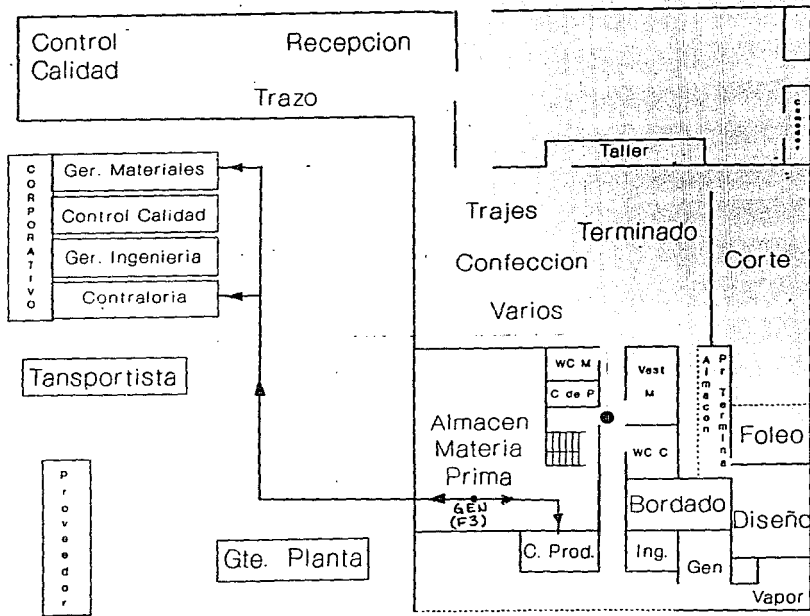 Control
Calidad
Recepcion
Trazo
Taller
CORPORATIVO
Ger. Materiales
Control Calidad
Ger. Ingenieria
Contraloria
Trajes
Terminado
Confeccion
Corte
Varios
Tansportista
WC M
C de P
Vest
M
Almacen
Pr Termina
Almacen
Materia
Prima
WC C
Foleo
GEN
(F3)
Bordado
Diseño
Proveedor
Gte. Planta
C. Prod.
Ing.
Gen
Vapor